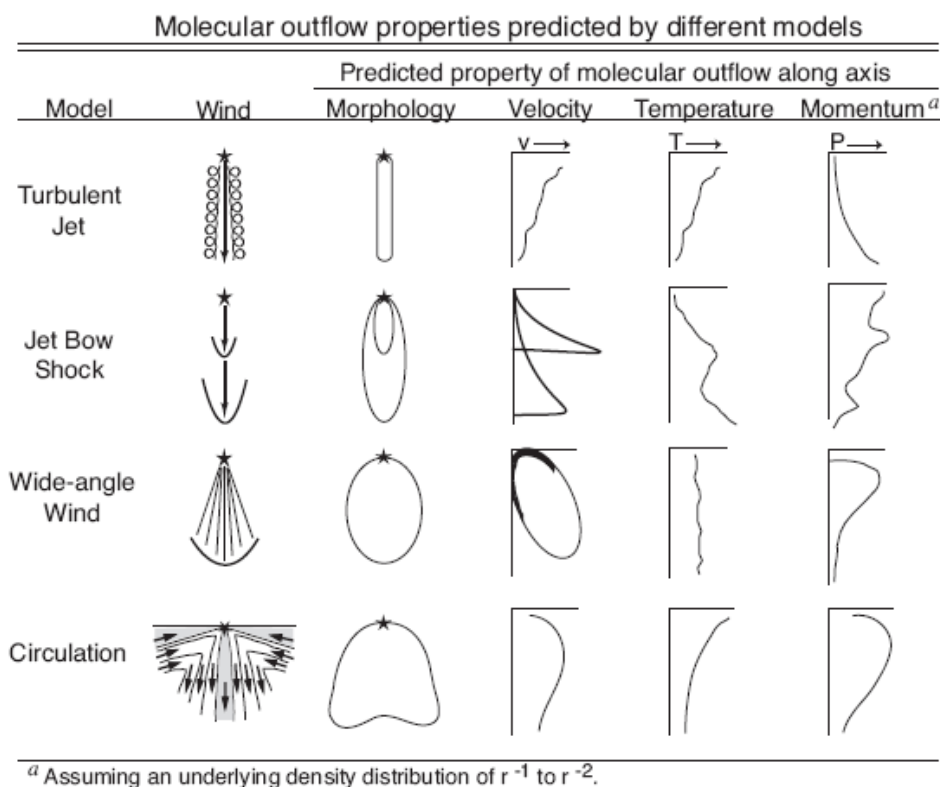 Molecular outflow properties predicted by different models
Predicted property of molecular outflow along axis
Model Wind Morphology Velocity Temperature Momentum a
v T P
Turbulent
Jet
Jet Bow
Shock
Wide-angle
Wind
Circulation
a Assuming an underlying density distribution of r -1 to r -2.